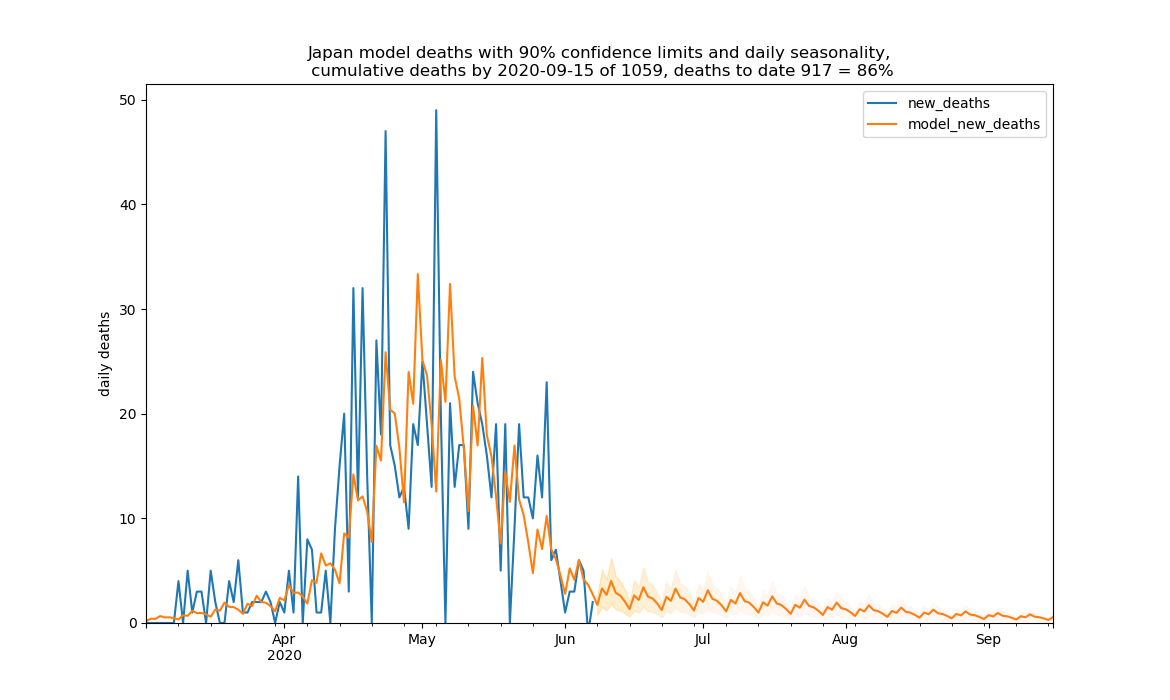 Japan model deaths with 90% confidence limits and daily seasonality,
cumulative deaths by 2020-09-15 of 1059, deaths to date 917 = 86%
new_deaths
model_new_deaths
daily deaths
50
40
30
20
10
0
Apr
2020
May
Jun
Jul
Aug
Sep